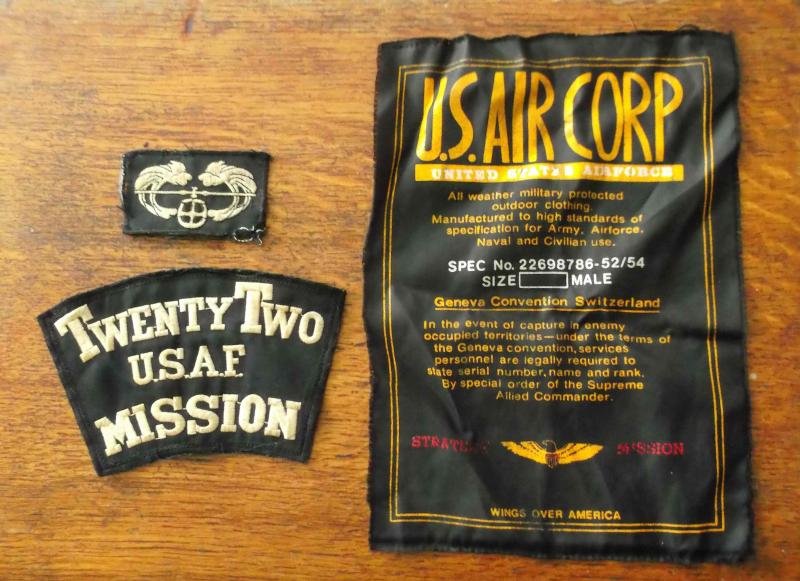 TWENTY TWO
U.S.A.F
MISSION
U.S. AIR CORP
UNITED STATES AIRFORCE
All weather military protected
outdoor clothing.
Manufactured to high standards of
specification for Army, Airforce,
Naval and Civilian use.
SPEC No. 22698786-52/54
SIZE MALE
Geneva Convention Switzerland
In the event of capture in enemy
occupied territories—under the terms of
the Geneva convention, services
personnel are legally required to
state serial number, name and rank.
By special order of the Supreme
Allied Commander.
MISSION
WINGS OVER AMERICA